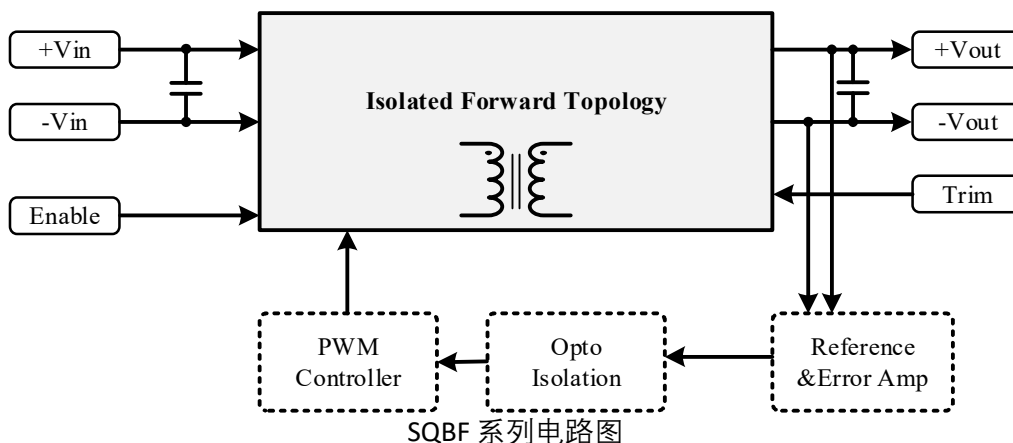 +Vin
+Vout
Isolated Forward Topology
-Vin
-Vout
Enable
Trim
PWM
Controller
Opto
Isolation
Reference
&Error Amp
SQBF 系列电路图